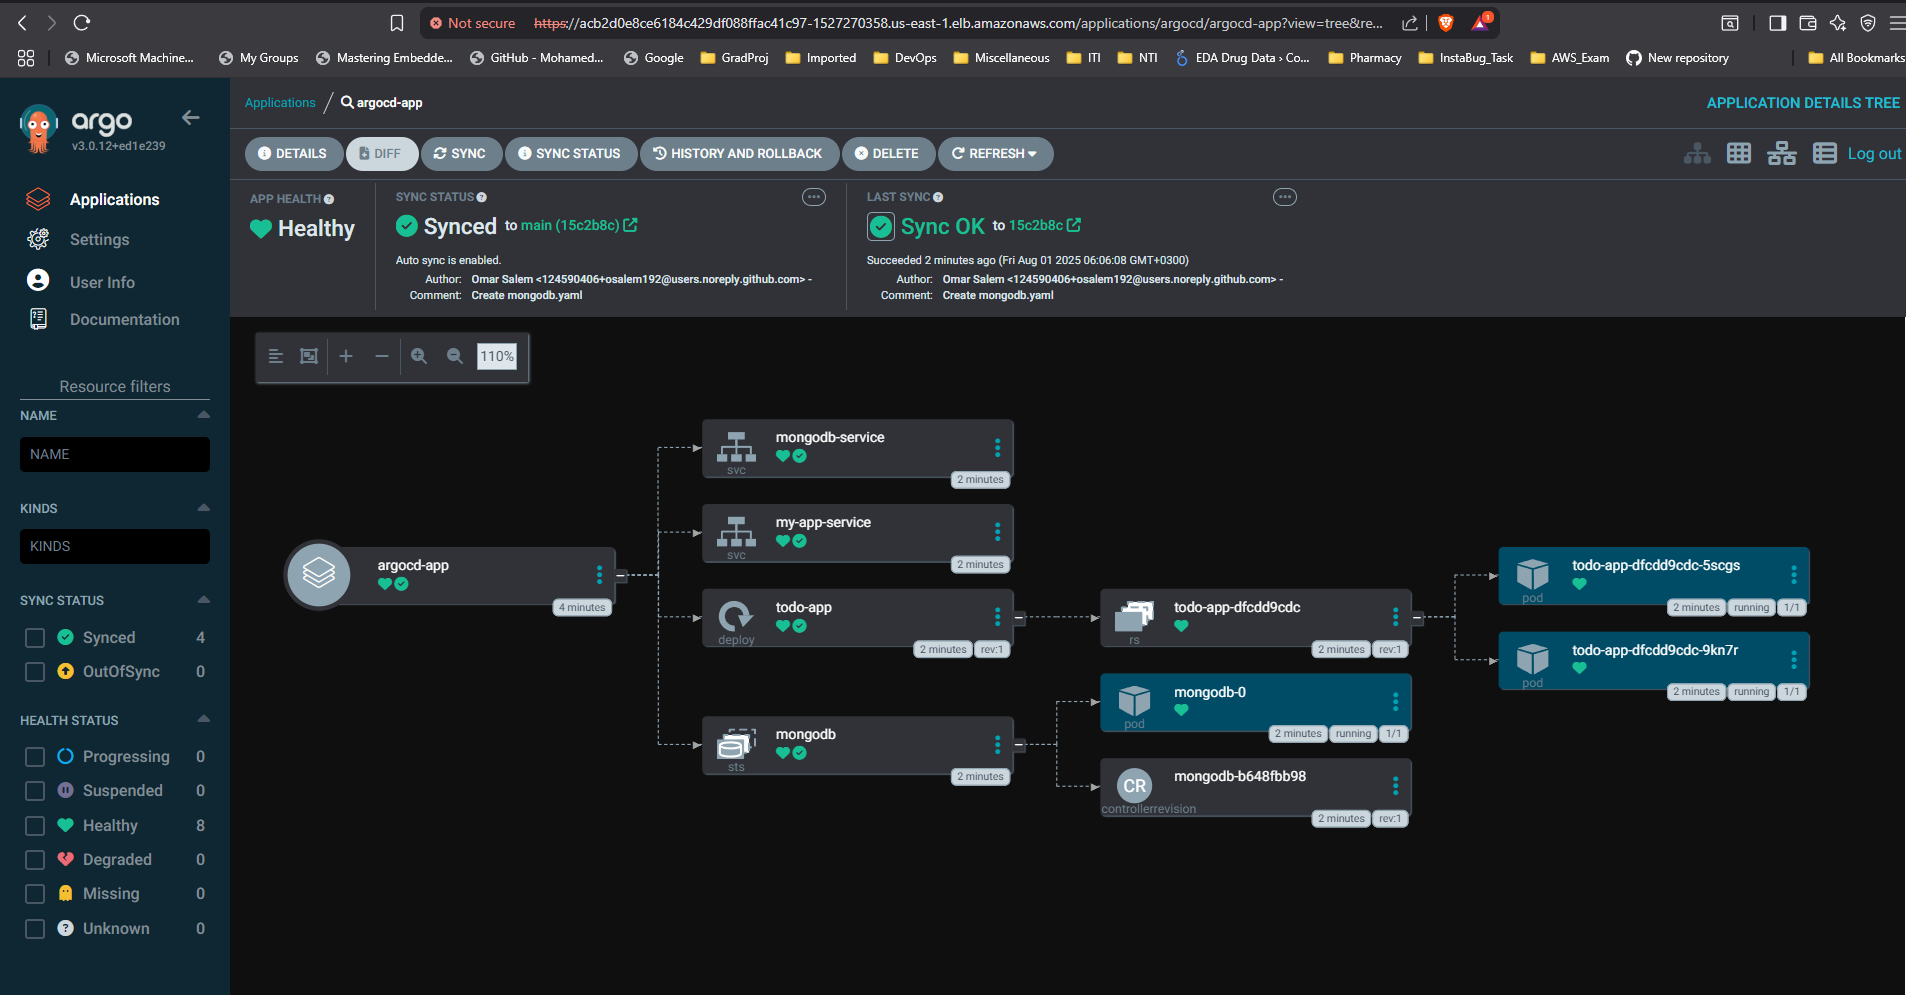 Not secure https://acb2d0e8ce6184c429df088ffac41c97-1527270358.us-east-1.elb.amazonaws.com/applications/argocd/argocd-app?view=tree&re... 1
Microsoft Machine... My Groups Mastering Embedde... GitHub - Mohamed... Google GradProj Imported DevOps Miscellaneous ITI NTI EDA Drug Data › Co... Pharmacy InstaBug_Task AWS_Exam New repository All Bookmarks
argo
v3.0.12+ed1e239
Applications
Settings
User Info
Documentation
Resource filters
NAME
NAME
KINDS
KINDS
SYNC STATUS
Synced 4
OutOfSync 0
HEALTH STATUS
Progressing 0
Suspended 0
Healthy 8
Degraded 0
Missing 0
Unknown 0
Applications / argocd-app
APPLICATION DETAILS TREE
DETAILS DIFF SYNC SYNC STATUS HISTORY AND ROLLBACK DELETE REFRESH
Log out
APP HEALTH
Healthy
SYNC STATUS
Synced to main (15c2b8c)
Auto sync is enabled.
Author: Omar Salem <124590406+osalem192@users.noreply.github.com> -
Comment: Create mongodb.yaml
LAST SYNC
Sync OK to 15c2b8c
Succeeded 2 minutes ago (Fri Aug 01 2025 06:06:08 GMT+0300)
Author: Omar Salem <124590406+osalem192@users.noreply.github.com> -
Comment: Create mongodb.yaml
110%
argocd-app
4 minutes
mongodb-service
svc
2 minutes
my-app-service
svc
2 minutes
todo-app
deploy
2 minutes rev:1
mongodb
sts
2 minutes
todo-app-dfcdd9cdc
rs
2 minutes rev:1
mongodb-0
pod
2 minutes running 1/1
CR
mongodb-b648fbb98
controllerrevision
2 minutes rev:1
todo-app-dfcdd9cdc-5scgs
pod
2 minutes running 1/1
todo-app-dfcdd9cdc-9kn7r
pod
2 minutes running 1/1